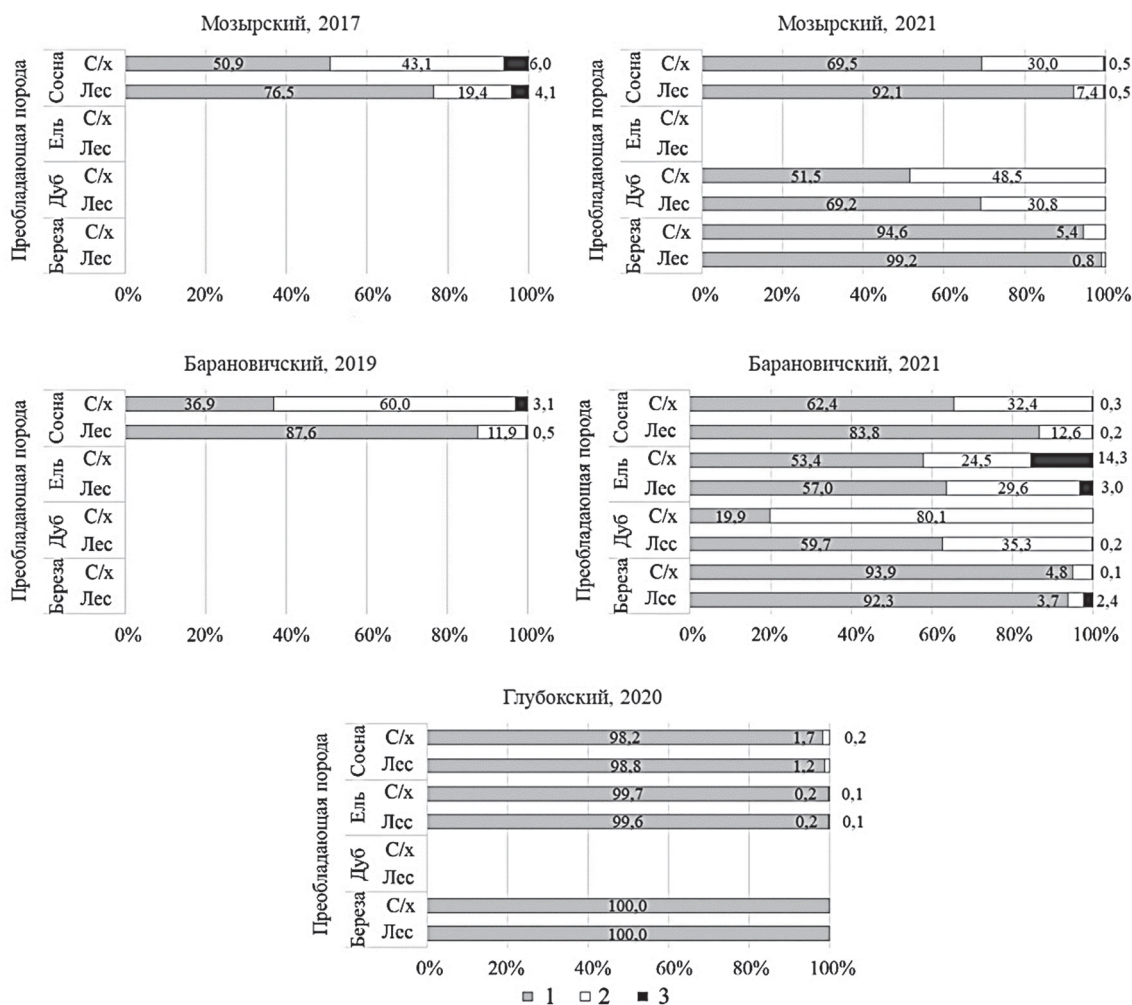 Мозырский, 2017
Преобладающая порода
Сосна
С/х
50,9 43,1 6,0
Лес
76,5 19,4 4,1
Ель
С/х
Лес
Дуб
С/х
Лес
Береза
С/х
Лес
0% 20% 40% 60% 80% 100%
Мозырский, 2021
Преобладающая порода
Сосна
С/х
69,5 30,0 0,5
Лес
92,1 7,4 0,5
Ель
С/х
Лес
Дуб
С/х
51,5 48,5
Лес
69,2 30,8
Береза
С/х
94,6 5,4
Лес
99,2 0,8
0% 20% 40% 60% 80% 100%
Барановичский, 2019
Преобладающая порода
Сосна
С/х
36,9 60,0 3,1
Лес
87,6 11,9 0,5
Ель
С/х
Лес
Дуб
С/х
Лес
Береза
С/х
Лес
0% 20% 40% 60% 80% 100%
Барановичский, 2021
Преобладающая порода
Сосна
С/х
62,4 32,4 0,3
Лес
83,8 12,6 0,2
Ель
С/х
53,4 24,5 14,3
Лес
57,0 29,6 3,0
Дуб
С/х
19,9 80,1
Лес
59,7 35,3 0,2
Береза
С/х
93,9 4,8 0,1
Лес
92,3 3,7 2,4
0% 20% 40% 60% 80% 100%
Глубокский, 2020
Преобладающая порода
Сосна
С/х
98,2 1,7 0,2
Лес
98,8 1,2
Ель
С/х
99,7 0,2 0,1
Лес
99,6 0,2 0,1
Дуб
С/х
Лес
Береза
С/х
100,0
Лес
100,0
0% 20% 40% 60% 80% 100%
1 2 3